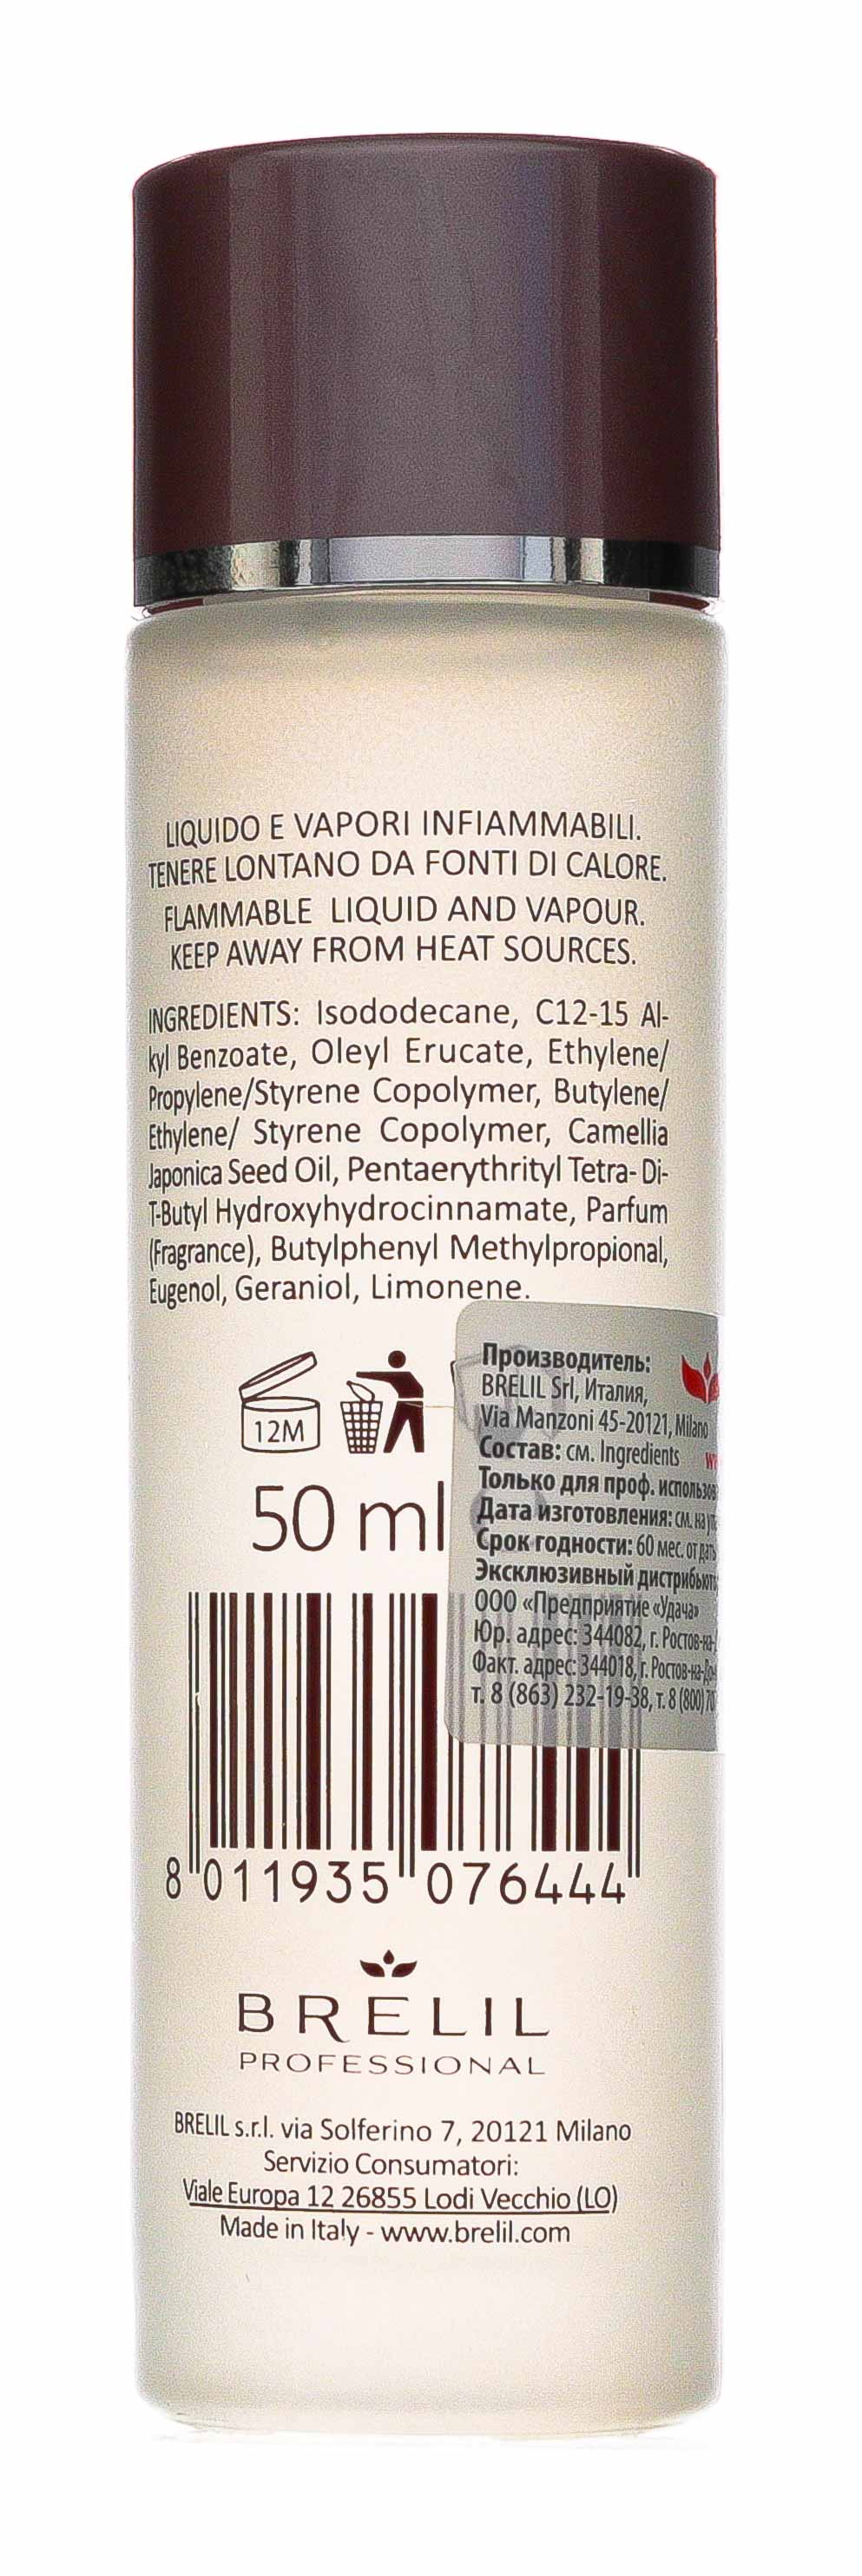 LIQUIDO E VAPORI INFIAMMABILI.
TENERE LONTANO DA FONTI DI CALORE.
FLAMMABLE LIQUID AND VAPOUR.
KEEP AWAY FROM HEAT SOURCES.
INGREDIENTS: Isododecane, C12-15 Al-
kyl Benzoate, Oleyl Erucate, Ethylene/
Propylene/Styrene Copolymer, Butylene/
Ethylene/ Styrene Copolymer, Camellia
Japonica Seed Oil, Pentaerythrityl Tetra- Di-
T-Butyl Hydroxyhydrocinnamate, Parfum
(Fragrance), Butylphenyl Methylpropional,
Eugenol, Geraniol, Limonene.
12M
50 ml
Производитель:
BRELIL Srl, Италия,
Via Manzoni 45-20121, Milano
Состав: см. Ingredients
Только для проф.
Дата изготовления: см. на
Срок годности: 60 мес. от
Эксклюзивный
ООО «Предприятие «Удача»
Юр. адрес: 344082, г. Ростов-на-
Факт. адрес: 344018, г. Ростов-на-
т. 8 (863) 232-19-38, т. 8 (800)
8 011935 076444
BRELIL
PROFESSIONAL
BRELIL s.r.l. via Solferino 7, 20121 Milano
Servizio Consumatori:
Viale Europa 12 26855 Lodi Vecchio (LO)
Made in Italy - www.brelil.com